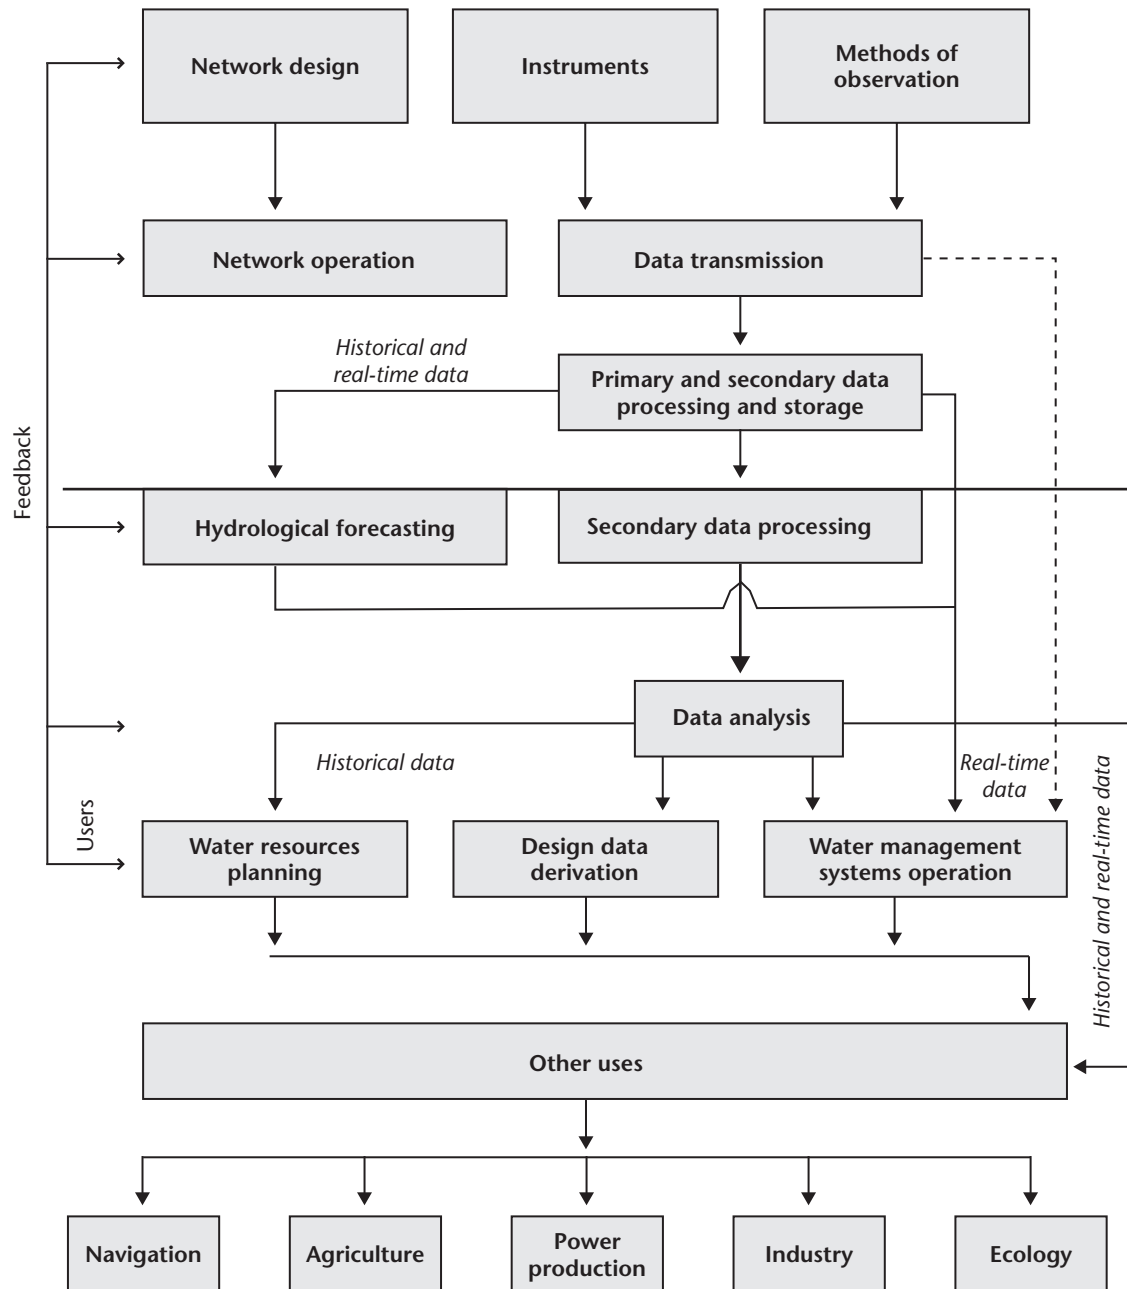 Network design
Instruments
Methods of
observation
Network operation
Data transmission
Historical and
real-time data
Primary and secondary data
processing and storage
Feedback
Hydrological forecasting
Secondary data processing
Data analysis
Historical data
Real-time
data
Historical and real-time data
Users
Water resources
planning
Design data
derivation
Water management
systems operation
Other uses
Navigation
Agriculture
Power
production
Industry
Ecology